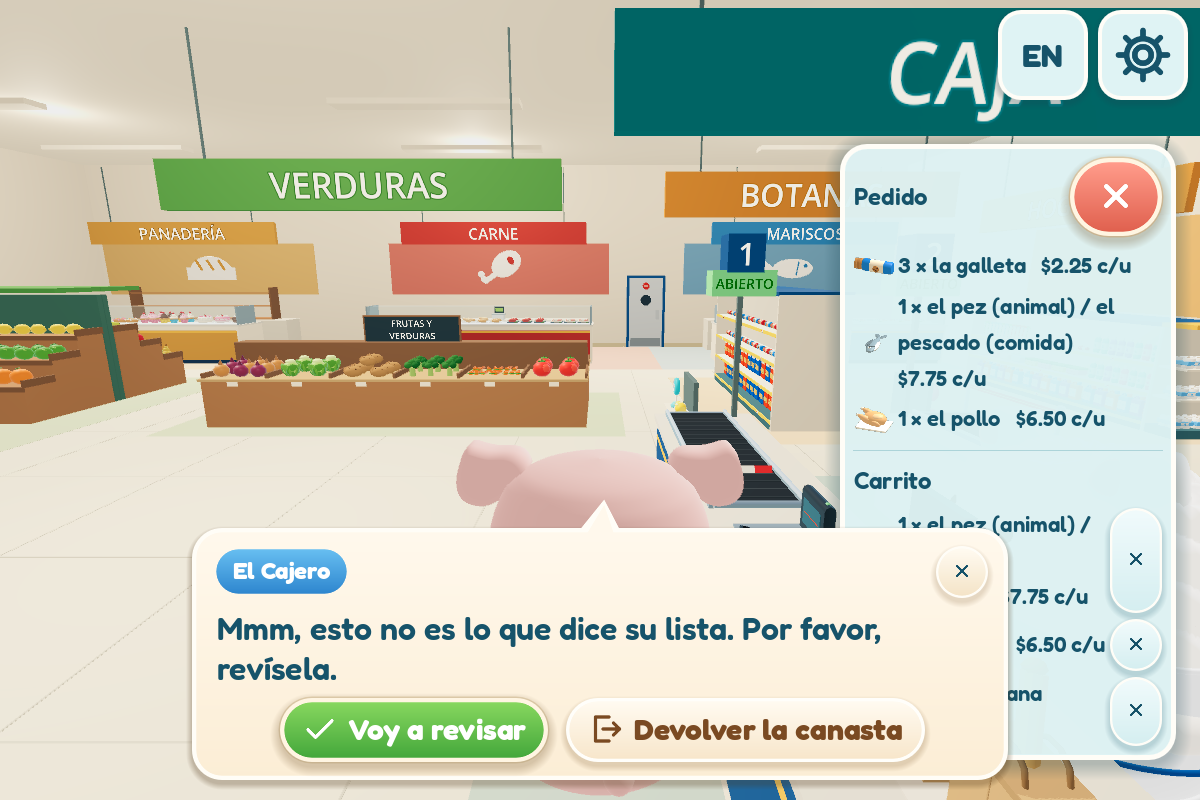 CAJA
EN
VERDURAS
BOTAN
PANADERÍA
CARNE
MARISCOS
1
ABIERTO
FRUTAS Y
VERDURAS
Pedido
3 × la galleta $2.25 c/u
1× el pez (animal) / el
pescado (comida)
$7.75 c/u
1× el pollo $6.50 c/u
Carrito
1× el pez (animal) /
7.75 c/u
$6.50 c/u
ana
El Cajero
Mmm, esto no es lo que dice su lista. Por favor,
revísela.
Voy a revisar
Devolver la canasta